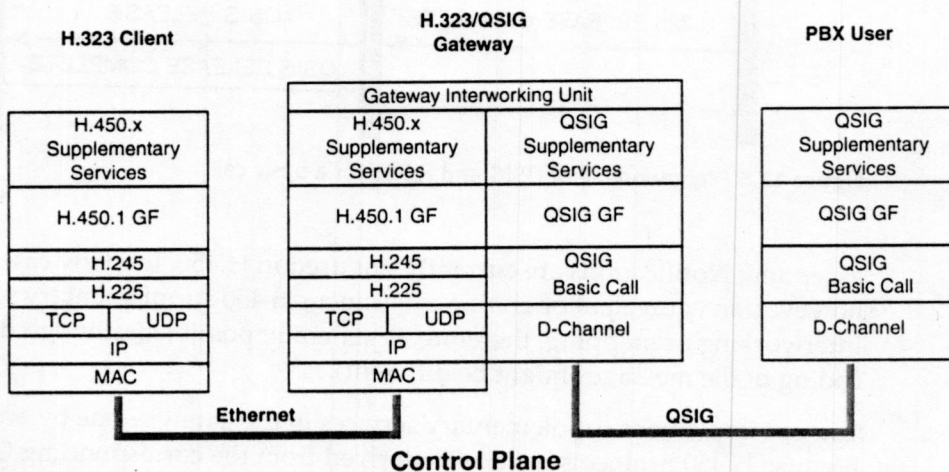 H.323 Client
H.323/QSIG
Gateway
PBX User
Gateway Interworking Unit
H.450.x
Supplementary
Services
H.450.1 GF
H.245
H.225
TCP
UDP
IP
MAC
H.450.x
Supplementary
Services
H.450.1 GF
H.245
H.225
TCP
UDP
IP
MAC
QSIG
Supplementary
Services
QSIG GF
QSIG
Basic Call
D-Channel
QSIG
Supplementary
Services
QSIG GF
QSIG
Basic Call
D-Channel
Ethernet
QSIG
Control Plane